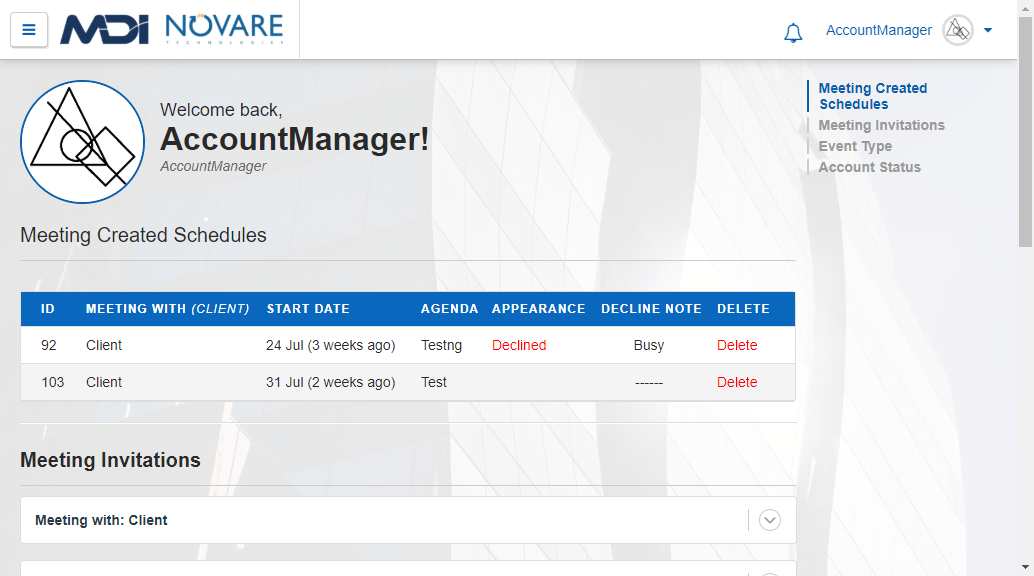 MDI NOVARE
TECHNOLOGIES
AccountManager
Welcome back,
AccountManager!
AccountManager
Meeting Created Schedules
ID MEETING WITH (CLIENT) START DATE AGENDA APPEARANCE DECLINE NOTE DELETE
92 Client 24 Jul (3 weeks ago) Testng Declined Busy Delete
103 Client 31 Jul (2 weeks ago) Test ------ Delete
Meeting Invitations
Meeting with: Client
Meeting Created
Schedules
Meeting Invitations
Event Type
Account Status